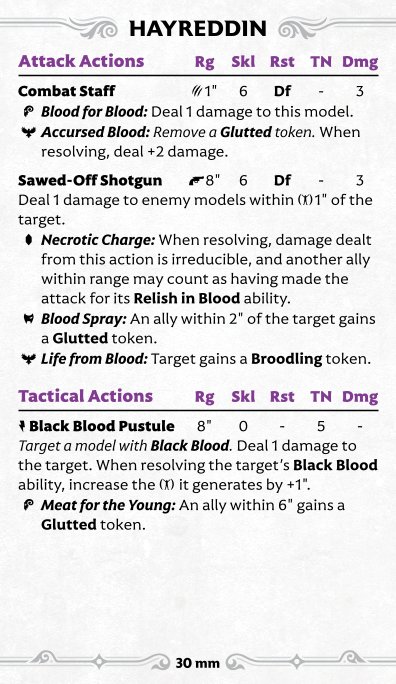 HAYREDDIN
Attack Actions Rg Skl Rst TN Dmg
Combat Staff 1" 6 Df - 3
Blood for Blood: Deal 1 damage to this model.
Accursed Blood: Remove a Glutted token. When
resolving, deal +2 damage.
Sawed-Off Shotgun 8" 6 Df - 3
Deal 1 damage to enemy models within 1" of the
target.
Necrotic Charge: When resolving, damage dealt
from this action is irreducible, and another ally
within range may count as having made the
attack for its Relish in Blood ability.
Blood Spray: An ally within 2" of the target gains
a Glutted token.
Life from Blood: Target gains a Broodling token.
Tactical Actions Rg Skl Rst TN Dmg
Black Blood Pustule 8" 0 - 5 -
Target a model with Black Blood. Deal 1 damage to
the target. When resolving the target's Black Blood
ability, increase the it generates by +1".
Meat for the Young: An ally within 6" gains a
Glutted token.
30 mm